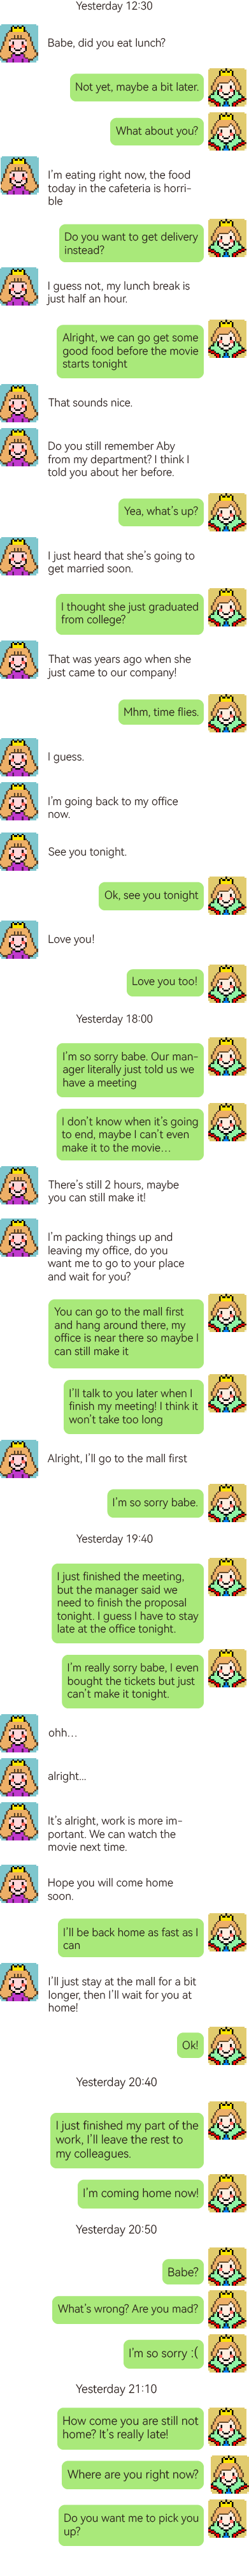 Yesterday 12:30
Babe, did you eat lunch?
Not yet, maybe a bit later.
What about you?
I'm eating right now, the food
today in the cafeteria is horri-
ble
Do you want to get delivery
instead?
I guess not, my lunch break is
just half an hour.
Alright, we can go get some
good food before the movie
starts tonight
That sounds nice.
Do you still remember Aby
from my department? I think I
told you about her before.
Yea, what's up?
I just heard that she's going to
get married soon.
I thought she just graduated
from college?
That was years ago when she
just came to our company!
Mhm, time flies.
I guess.
I'm going back to my office
now.
See you tonight.
Ok, see you tonight
Love you!
Love you too!
Yesterday 18:00
I'm so sorry babe. Our man-
ager literally just told us we
have a meeting
I don't know when it's going
to end, maybe I can't even
make it to the movie...
There's still 2 hours, maybe
you can still make it!
I'm packing things up and
leaving my office, do you
want me to go to your place
and wait for you?
You can go to the mall first
and hang around there, my
office is near there so maybe I
can still make it
I'll talk to you later when I
finish my meeting! I think it
won't take too long
Alright, I'll go to the mall first
I'm so sorry babe.
Yesterday 19:40
I just finished the meeting,
but the manager said we
need to finish the proposal
tonight. I guess I have to stay
late at the office tonight.
I'm really sorry babe, I even
bought the tickets but just
can't make it tonight.
ohh...
alright...
It's alright, work is more im-
portant. We can watch the
movie next time.
Hope you will come home
soon.
I'll be back home as fast as I
can
I'll just stay at the mall for a bit
longer, then I'll wait for you at
home!
Ok!
Yesterday 20:40
I just finished my part of the
work, I'll leave the rest to
my colleagues.
I'm coming home now!
Yesterday 20:50
Babe?
What's wrong? Are you mad?
I'm so sorry :(
Yesterday 21:10
How come you are still not
home? It's really late!
Where are you right now?
Do you want me to pick you
up?